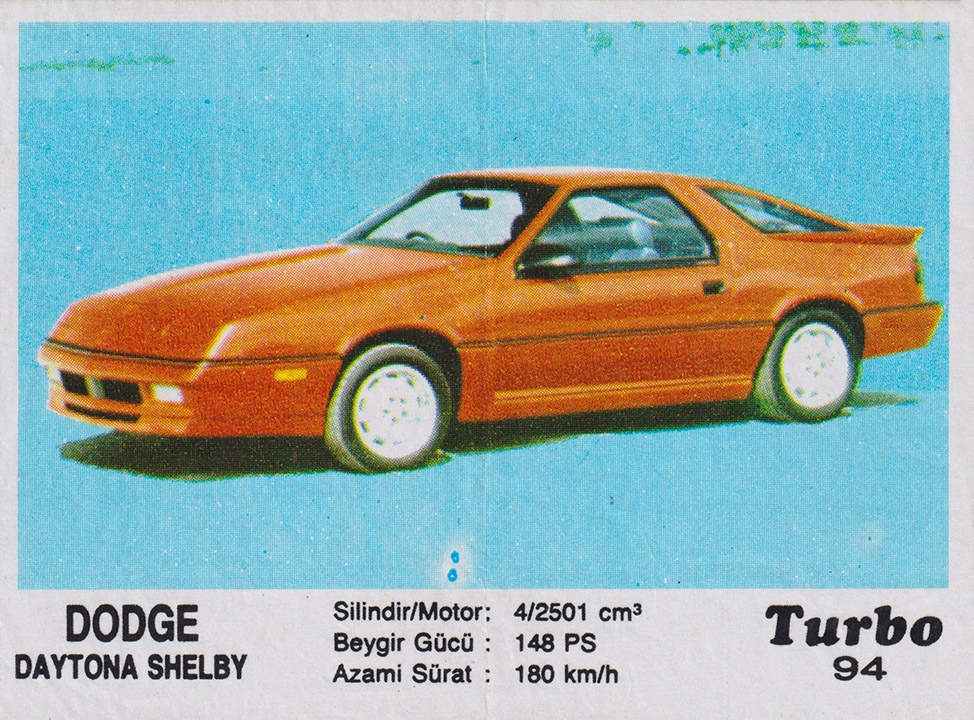 DODGE
DAYTONA SHELBY
Silindir/Motor: 4/2501 cm³
Beygir Gücü : 148 PS
Azami Sürat : 180 km/h
Turbo
94